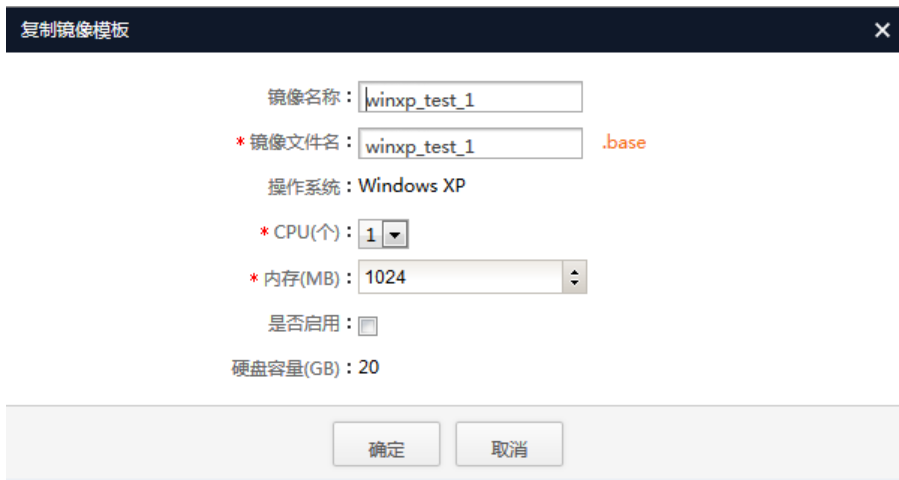 复制镜像模板
镜像名称：winxp_test_1
* 镜像文件名：winxp_test_1 .base
操作系统：Windows XP
* CPU(个)：1
* 内存(MB)：1024
是否启用：
硬盘容量(GB)：20
确定 取消